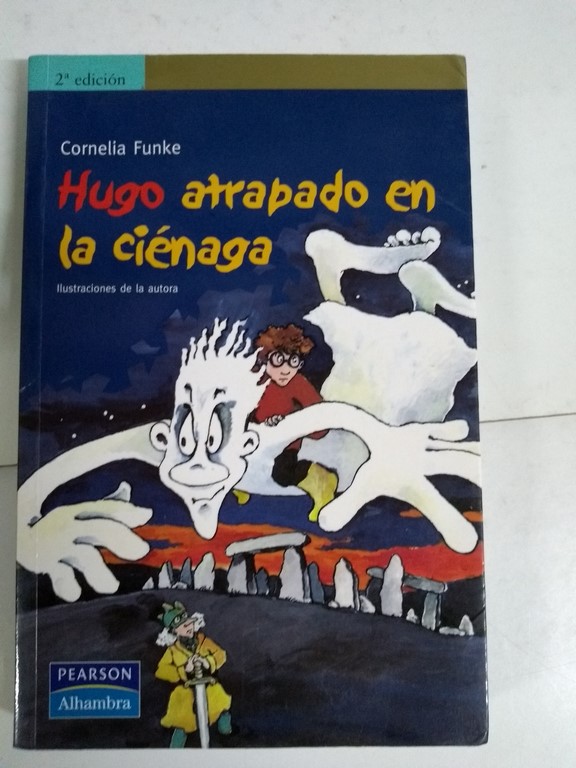 2ª edición
Cornelia Funke
Hugo atrapado en
la ciénaga
Ilustraciones de la autora
PEARSON
Alhambra